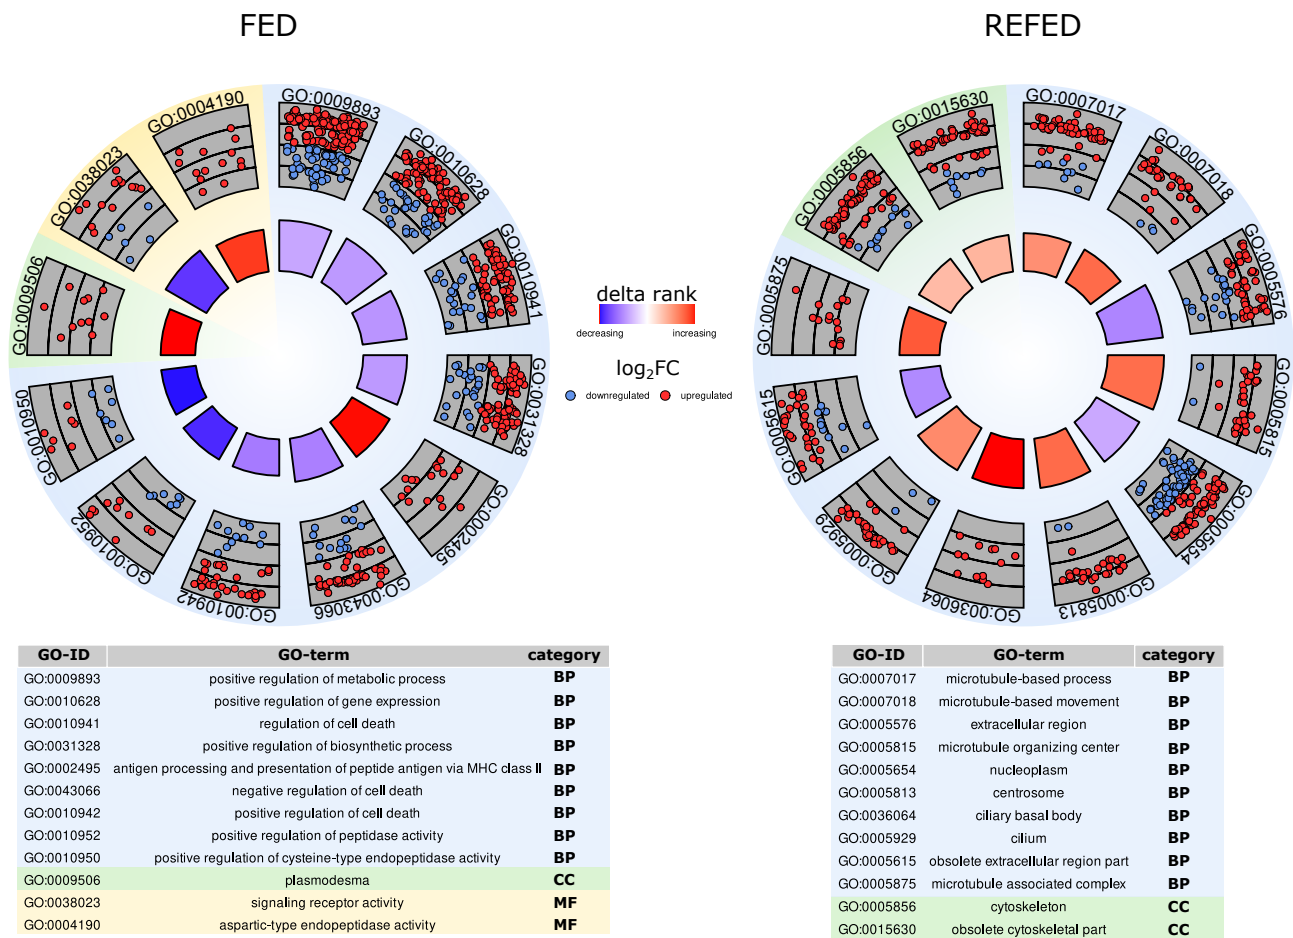 FED
REFED
GO:0009893
GO:0010628
GO:0010941
GO:0031328
GO:0002495
GO:0043066
GO:0010942
GO:0010952
GO:0010950
GO:0009506
GO:0038023
GO:0004190
delta rank
decreasing increasing
log₂FC
downregulated upregulated
GO:0007017
GO:0007018
GO:0005576
GO:0005815
GO:0005654
GO:0005813
GO:0036064
GO:0005929
GO:0005615
GO:0005875
GO:0005856
GO:0015630
GO-ID GO-term category
GO:0009893 positive regulation of metabolic process BP
GO:0010628 positive regulation of gene expression BP
GO:0010941 regulation of cell death BP
GO:0031328 positive regulation of biosynthetic process BP
GO:0002495 antigen processing and presentation of peptide antigen via MHC class II BP
GO:0043066 negative regulation of cell death BP
GO:0010942 positive regulation of cell death BP
GO:0010952 positive regulation of peptidase activity BP
GO:0010950 positive regulation of cysteine-type endopeptidase activity BP
GO:0009506 plasmodesma CC
GO:0038023 signaling receptor activity MF
GO:0004190 aspartic-type endopeptidase activity MF
GO-ID GO-term category
GO:0007017 microtubule-based process BP
GO:0007018 microtubule-based movement BP
GO:0005576 extracellular region BP
GO:0005815 microtubule organizing center BP
GO:0005654 nucleoplasm BP
GO:0005813 centrosome BP
GO:0036064 ciliary basal body BP
GO:0005929 cilium BP
GO:0005615 obsolete extracellular region part BP
GO:0005875 microtubule associated complex BP
GO:0005856 cytoskeleton CC
GO:0015630 obsolete cytoskeletal part CC